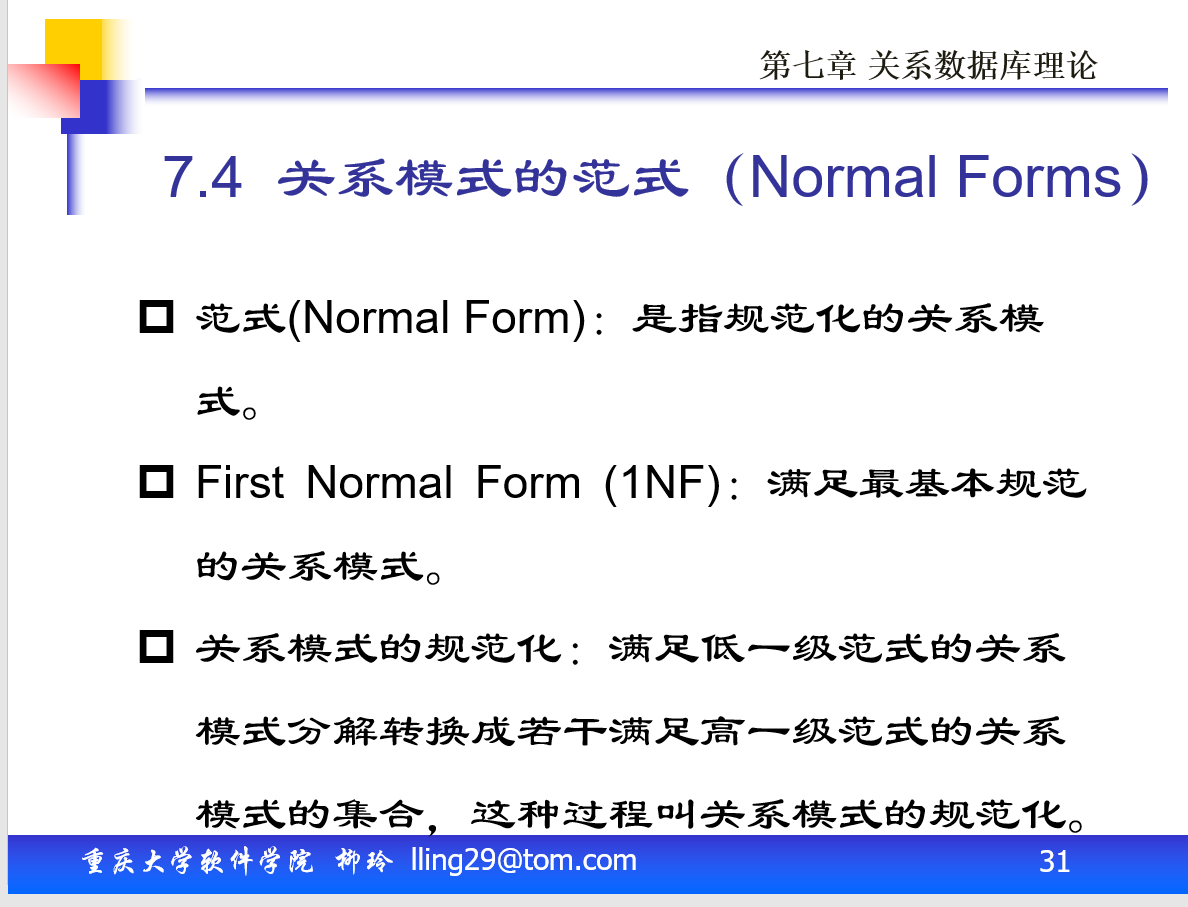 第七章 关系数据库理论
7.4 关系模式的范式（Normal Forms）
范式(Normal Form)：是指规范化的关系模
式。
First Normal Form (1NF)：满足最基本规范
的关系模式。
关系模式的规范化：满足低一级范式的关系
模式分解转换成若干满足高一级范式的关系
模式的集合，这种过程叫关系模式的规范化。
重庆大学软件学院 柳玲 lling29@tom.com 31